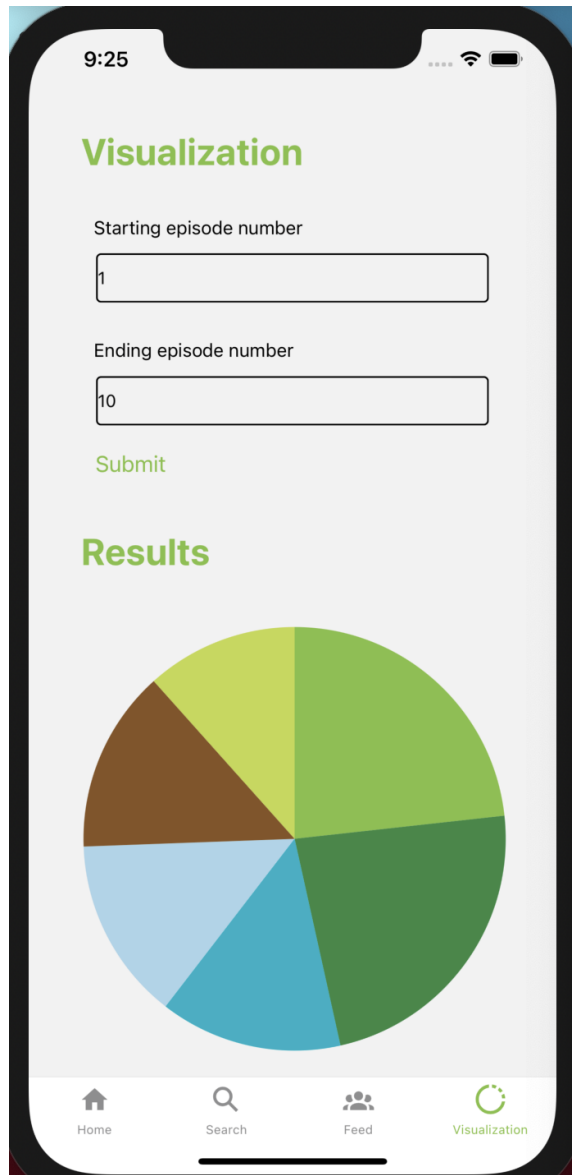 9:25
Visualization
Starting episode number
1
Ending episode number
10
Submit
Results
Home Search Feed Visualization